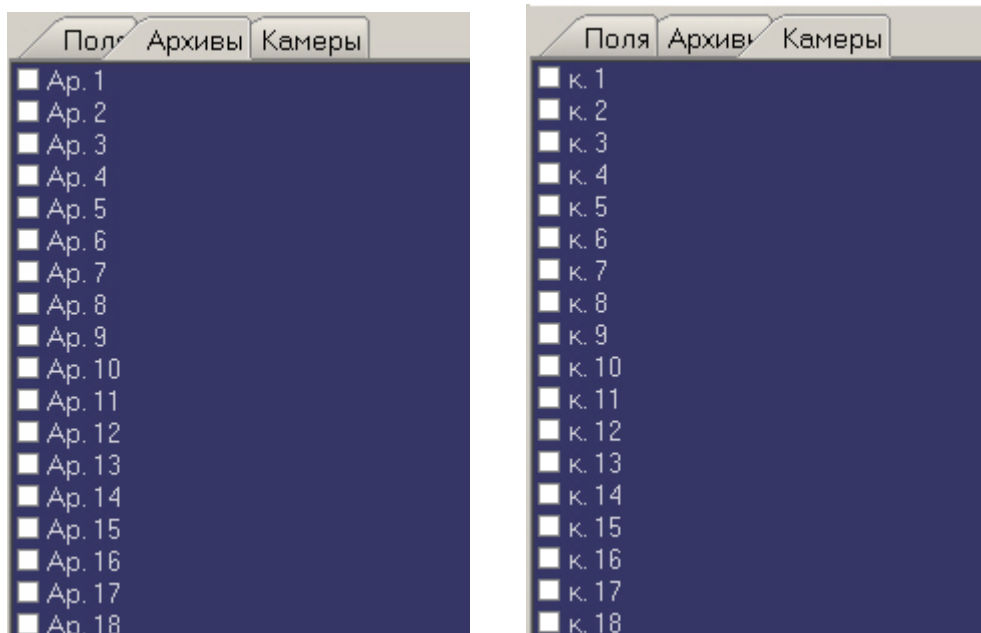 Поля Архивы Камеры
Ар. 1
Ар. 2
Ар. 3
Ар. 4
Ар. 5
Ар. 6
Ар. 7
Ар. 8
Ар. 9
Ар. 10
Ар. 11
Ар. 12
Ар. 13
Ар. 14
Ар. 15
Ар. 16
Ар. 17
Ар. 18
Поля Архивы Камеры
к. 1
к. 2
к. 3
к. 4
к. 5
к. 6
к. 7
к. 8
к. 9
к. 10
к. 11
к. 12
к. 13
к. 14
к. 15
к. 16
к. 17
к. 18